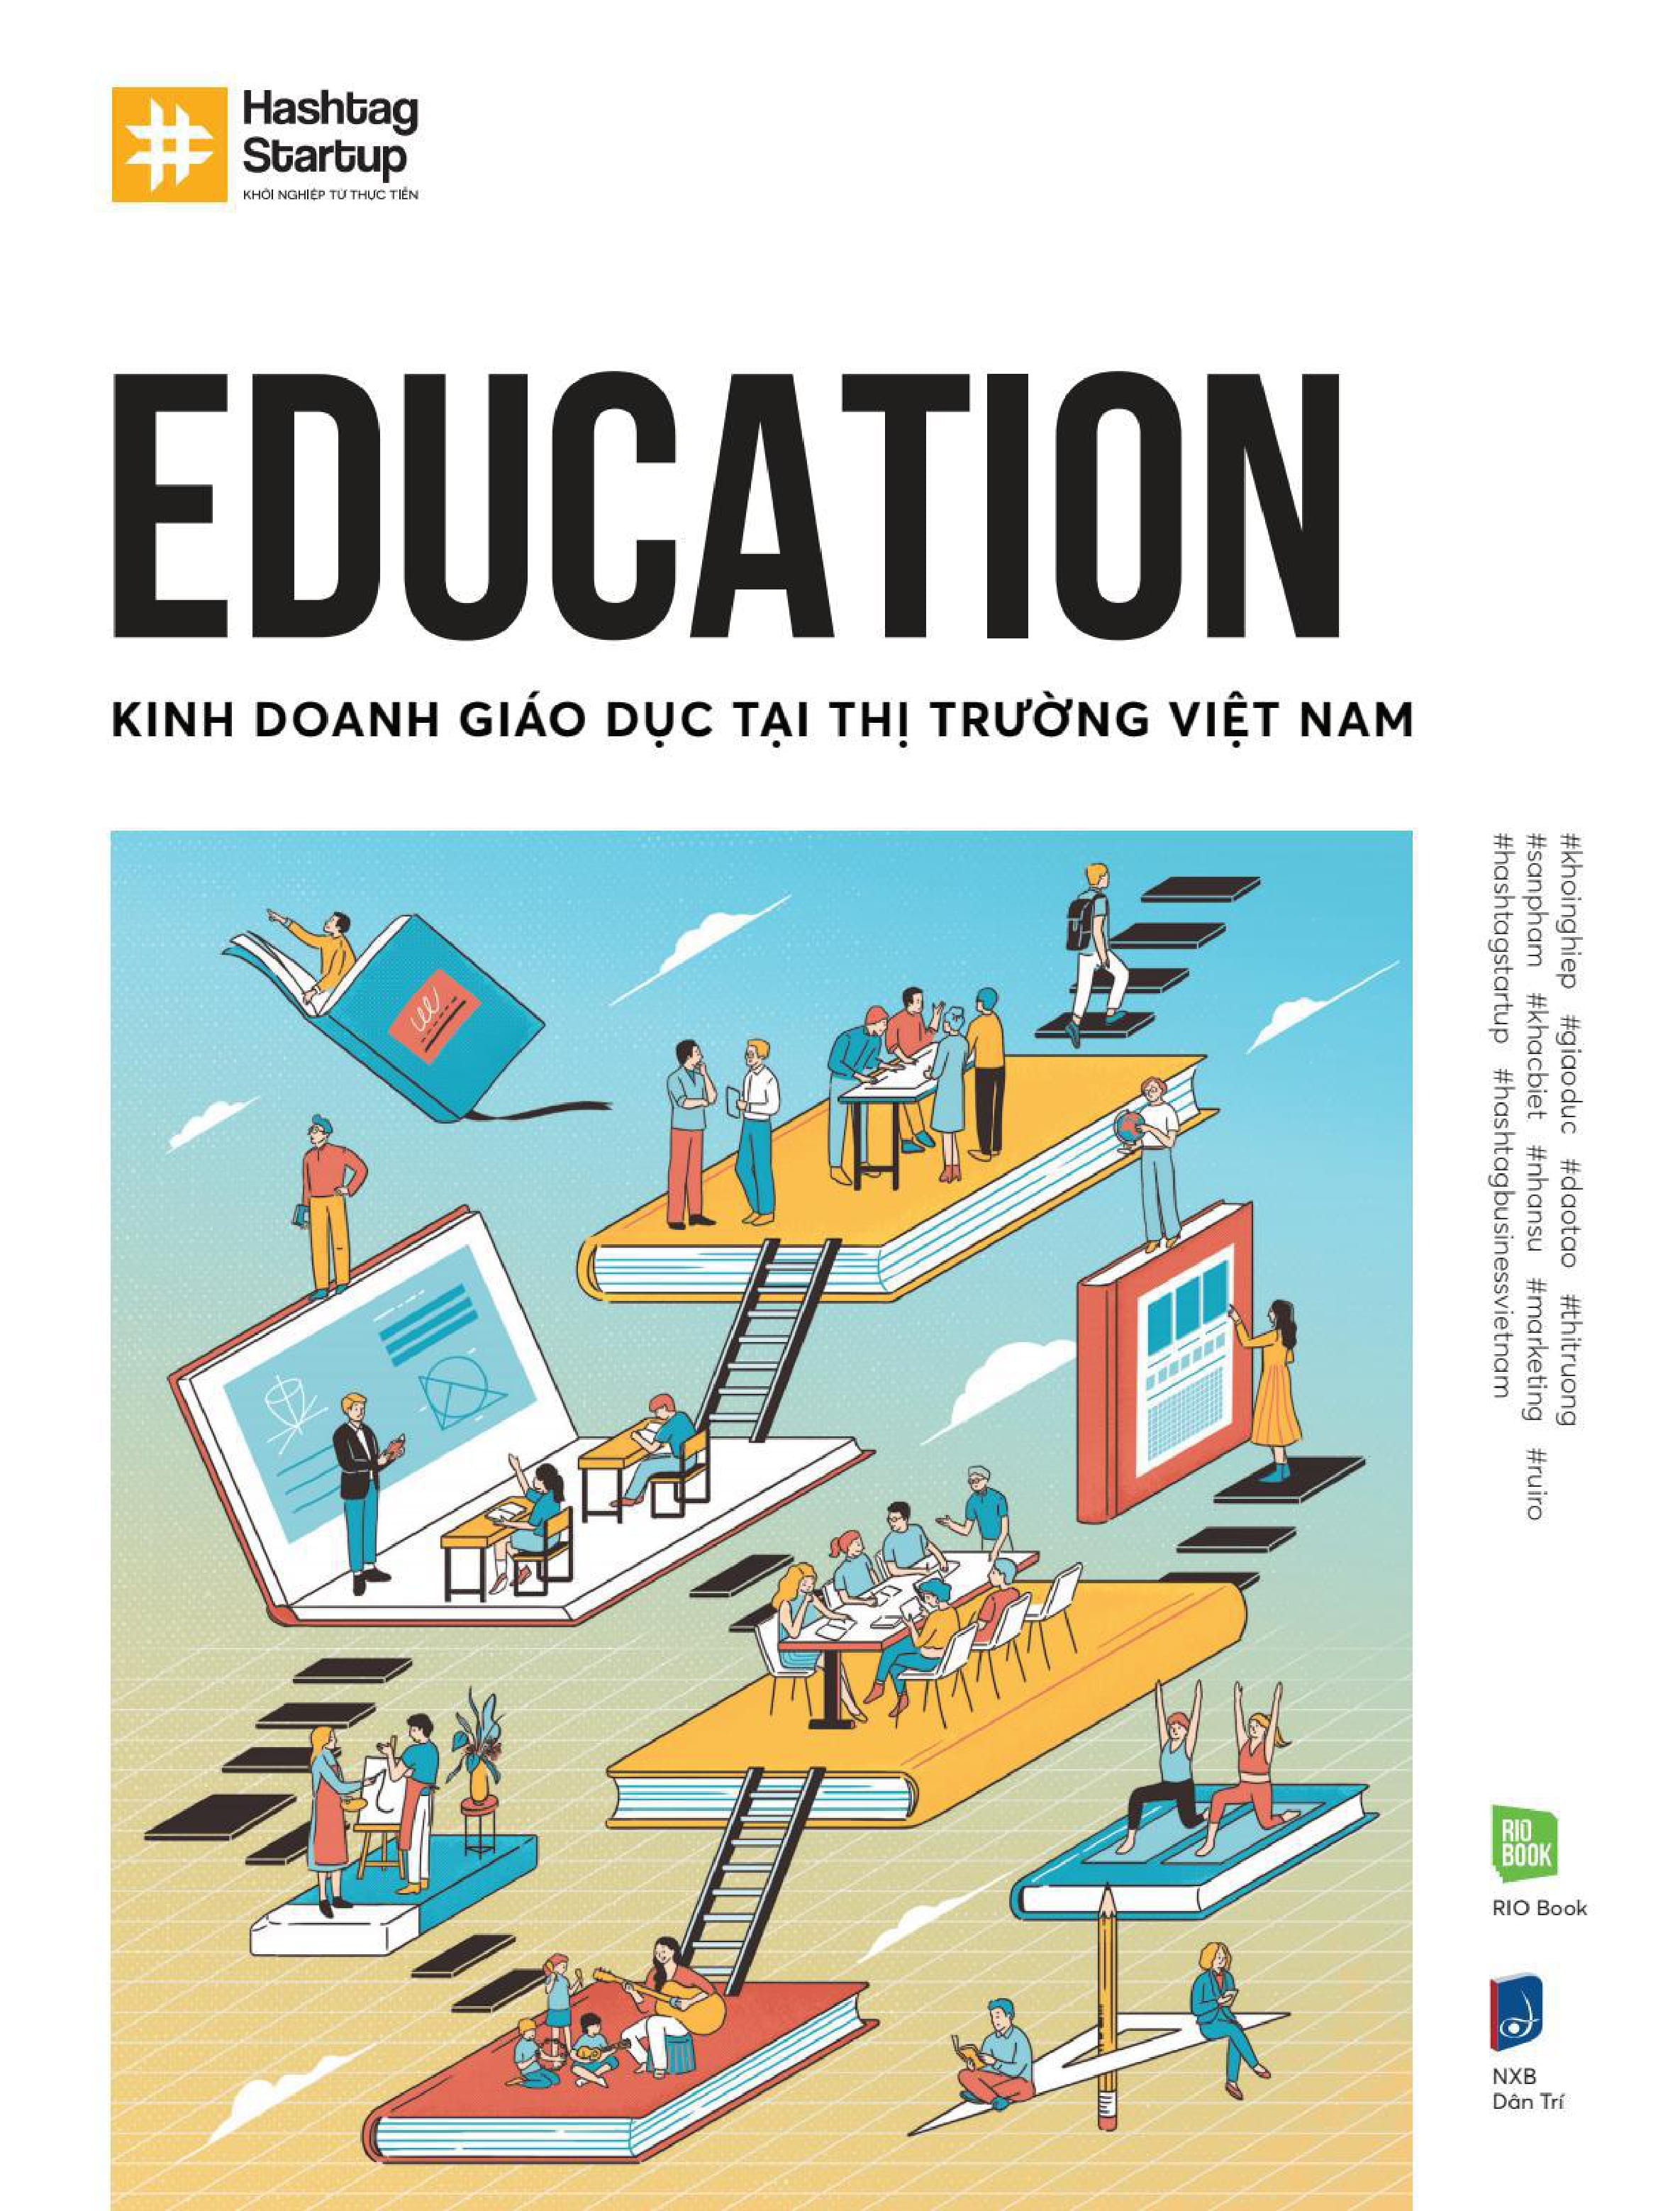 Hashtag
Startup
KHỞI NGHIỆP TỪ THỰC TIỄN
EDUCATION
KINH DOANH GIÁO DỤC TẠI THỊ TRƯỜNG VIỆT NAM
#khoinghiep #giaoduc #daotao #thitruong
#sanpham #khacbiet #nhansu #marketing #ruiro
#hashtagstartup #hashtagbusinessvietnam
RIO
BOOK
RIO Book
NXB
Dân Trí